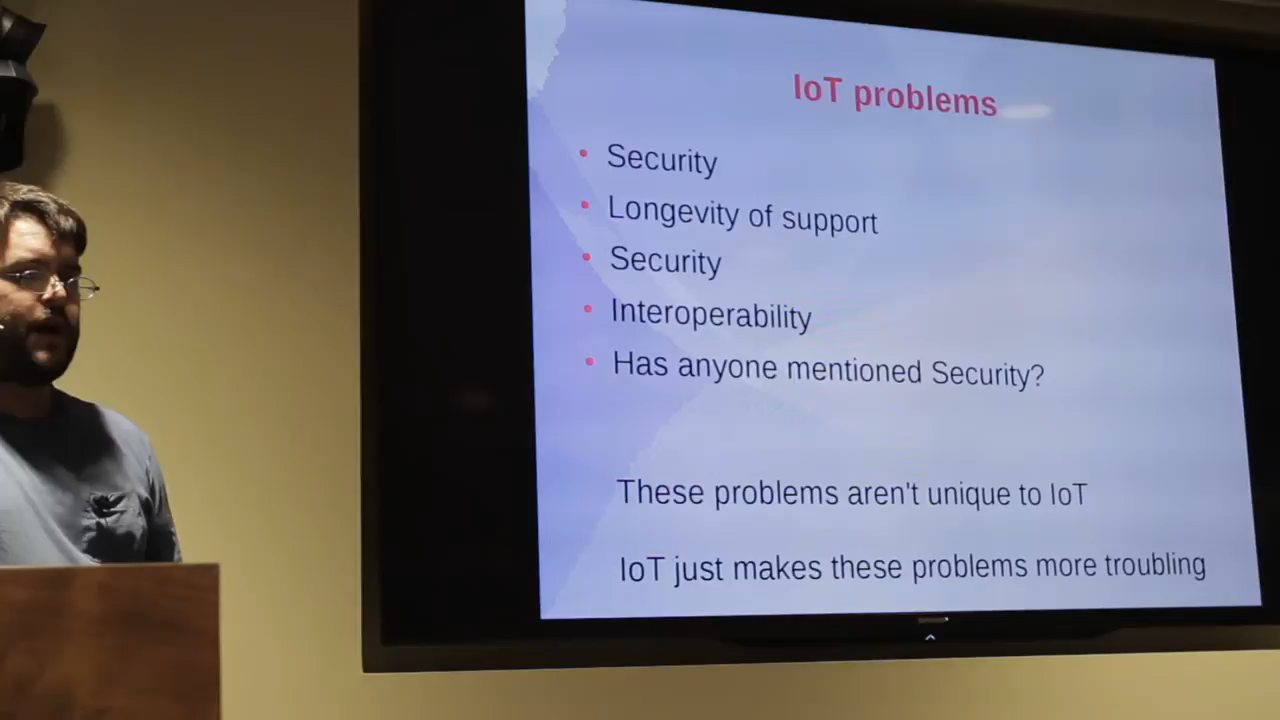 IoT problems
Security
Longevity of support
Security
Interoperability
Has anyone mentioned Security?
These problems aren't unique to IoT
IoT just makes these problems more troubling